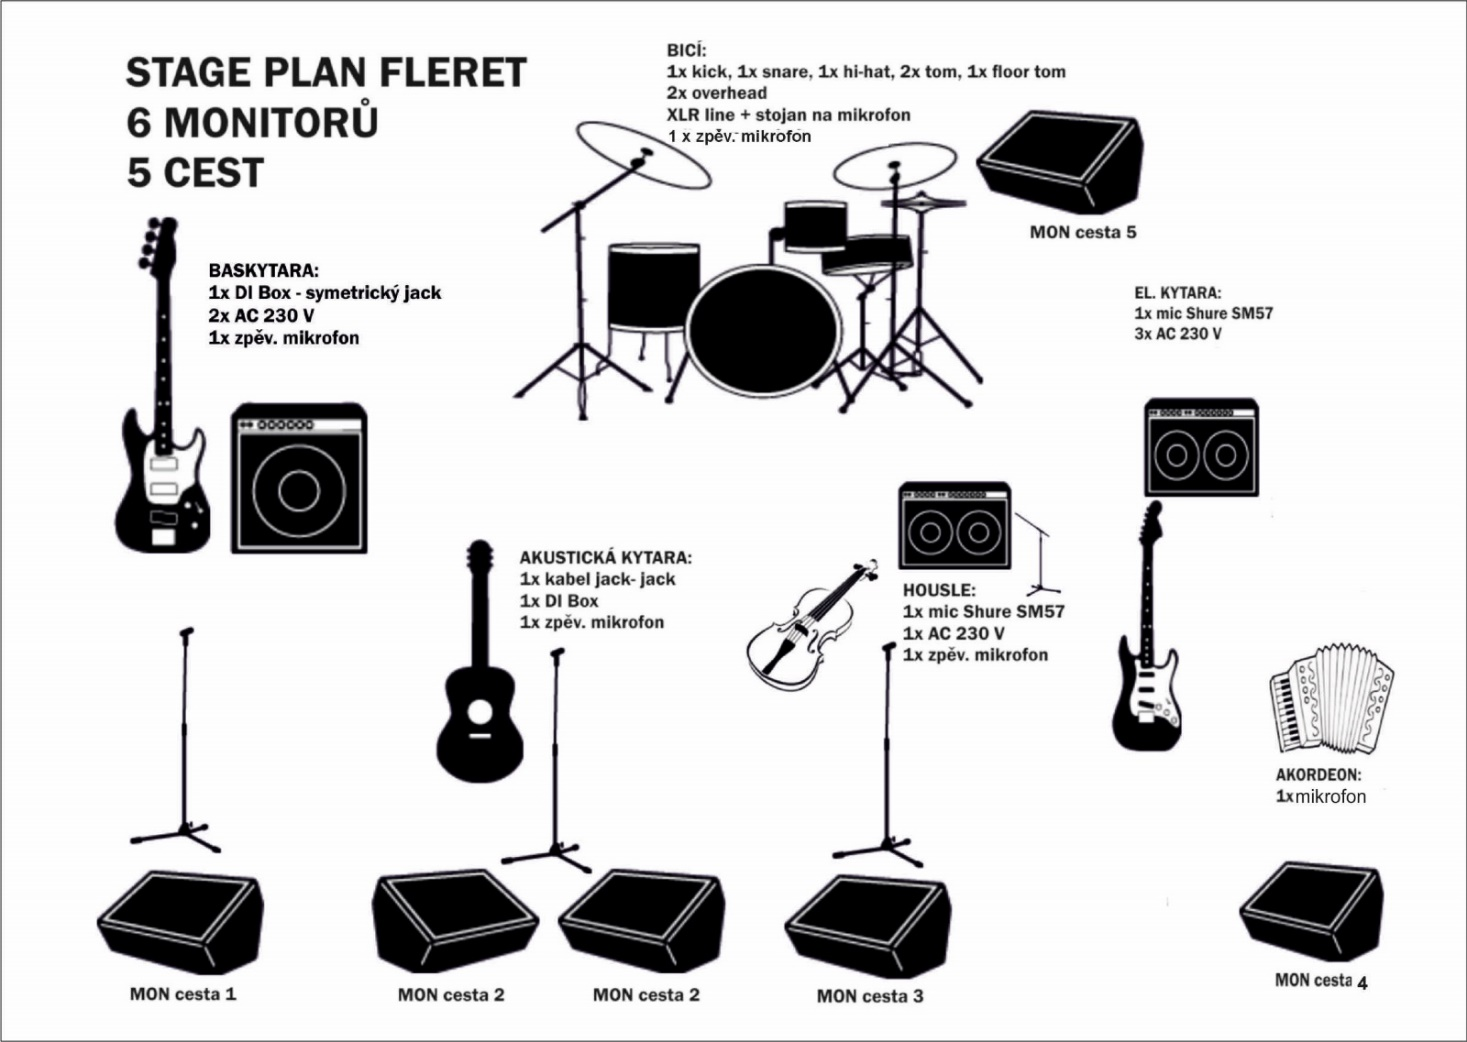 STAGE PLAN FLERET
6 MONITORŮ
5 CEST
BICÍ:
1x kick, 1x snare, 1x hi-hat, 2x tom, 1x floor tom
2x overhead
XLR line + stojan na mikrofon
1 x zpěv. mikrofon
MON cesta 5
BASKYTARA:
1x DI Box - symetrický jack
2x AC 230 V
1x zpěv. mikrofon
EL. KYTARA:
1x mic Shure SM57
3x AC 230 V
AKUSTICKÁ KYTARA:
1x kabel jack- jack
1x DI Box
1x zpěv. mikrofon
HOUSLE:
1x mic Shure SM57
1x AC 230 V
1x zpěv. mikrofon
AKORDEON:
1x mikrofon
MON cesta 1
MON cesta 2
MON cesta 2
MON cesta 3
MON cesta 4